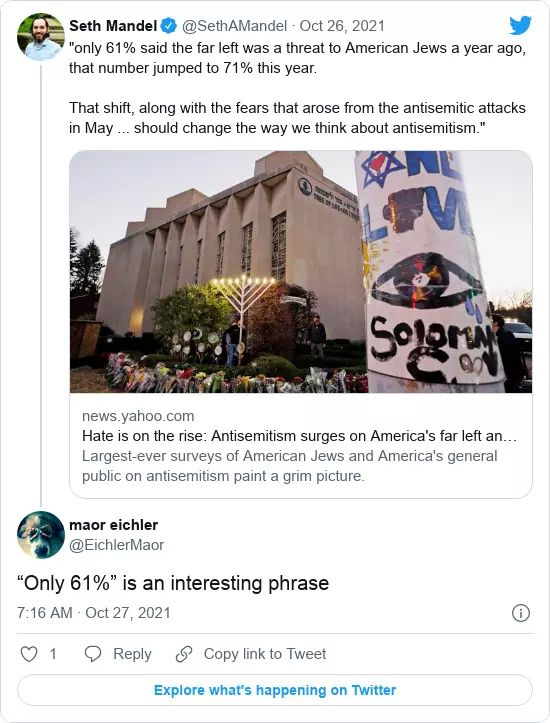 Seth Mandel @SethAMandel · Oct 26, 2021
"only 61% said the far left was a threat to American Jews a year ago,
that number jumped to 71% this year.
That shift, along with the fears that arose from the antisemitic attacks
in May ... should change the way we think about antisemitism."
TREE OF LIFE
ONE
LOVE
Solomon
news.yahoo.com
Hate is on the rise: Antisemitism surges on America's far left an…
Largest-ever surveys of American Jews and America's general
public on antisemitism paint a grim picture.
maor eichler
@EichlerMaor
“Only 61%” is an interesting phrase
7:16 AM · Oct 27, 2021
1 Reply Copy link to Tweet
Explore what's happening on Twitter